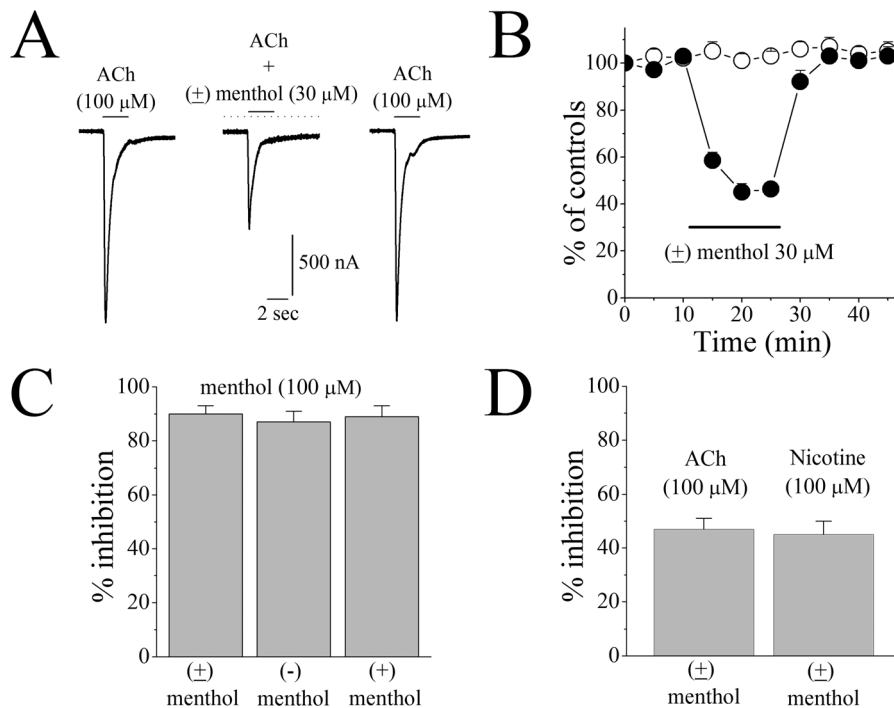 A
ACh
(100 μM)
ACh
+
(±) menthol (30 μM)
ACh
(100 μM)
500 nA
2 sec
B
% of controls
100
80
60
40
20
0
(±) menthol 30 μM
0
10
20
30
40
Time (min)
C
% inhibition
100
80
60
40
20
0
menthol (100 μM)
(±)
menthol
(-)
menthol
(+)
menthol
D
% inhibition
100
80
60
40
20
0
ACh
(100 μM)
Nicotine
(100 μM)
(±)
menthol
(±)
menthol